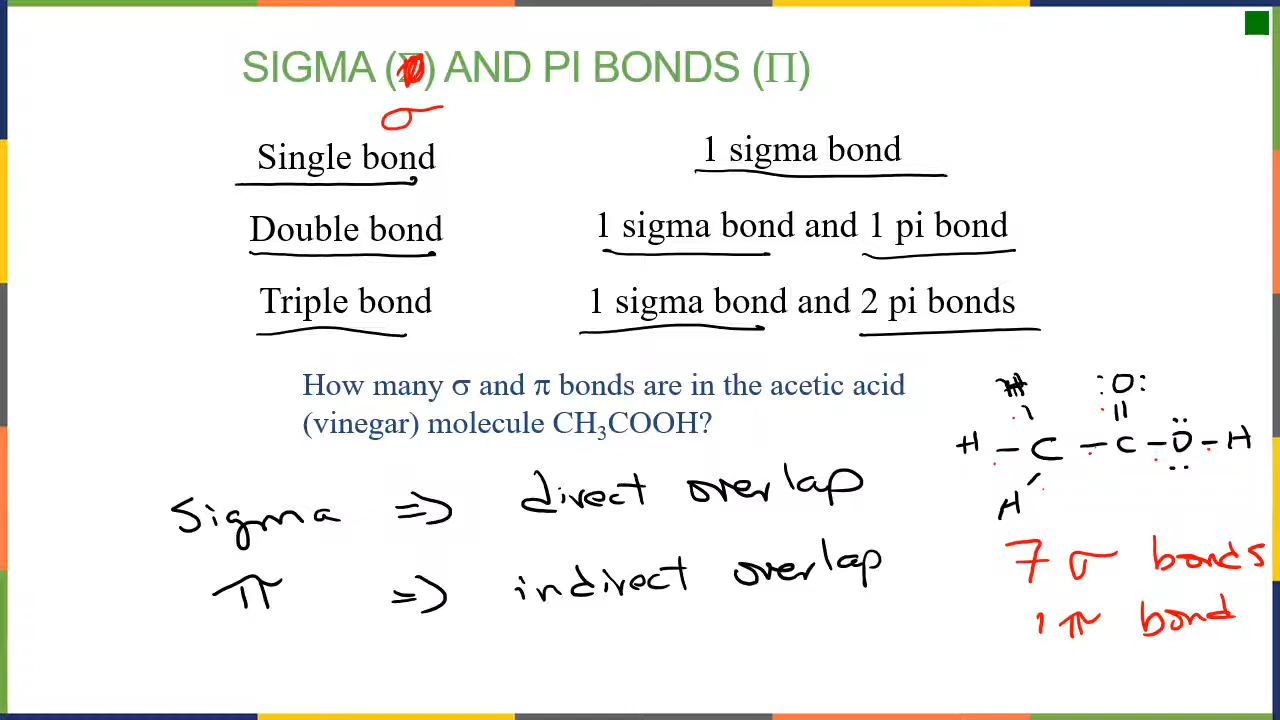 SIGMA (Σ) AND PI BONDS (Π)
σ
Single bond 1 sigma bond
Double bond 1 sigma bond and 1 pi bond
Triple bond 1 sigma bond and 2 pi bonds
How many σ and π bonds are in the acetic acid
(vinegar) molecule CH₃COOH?
H :O:
H – C – C – O – H
H
sigma => direct overlap
π => indirect overlap
7 σ bonds
1 π bond